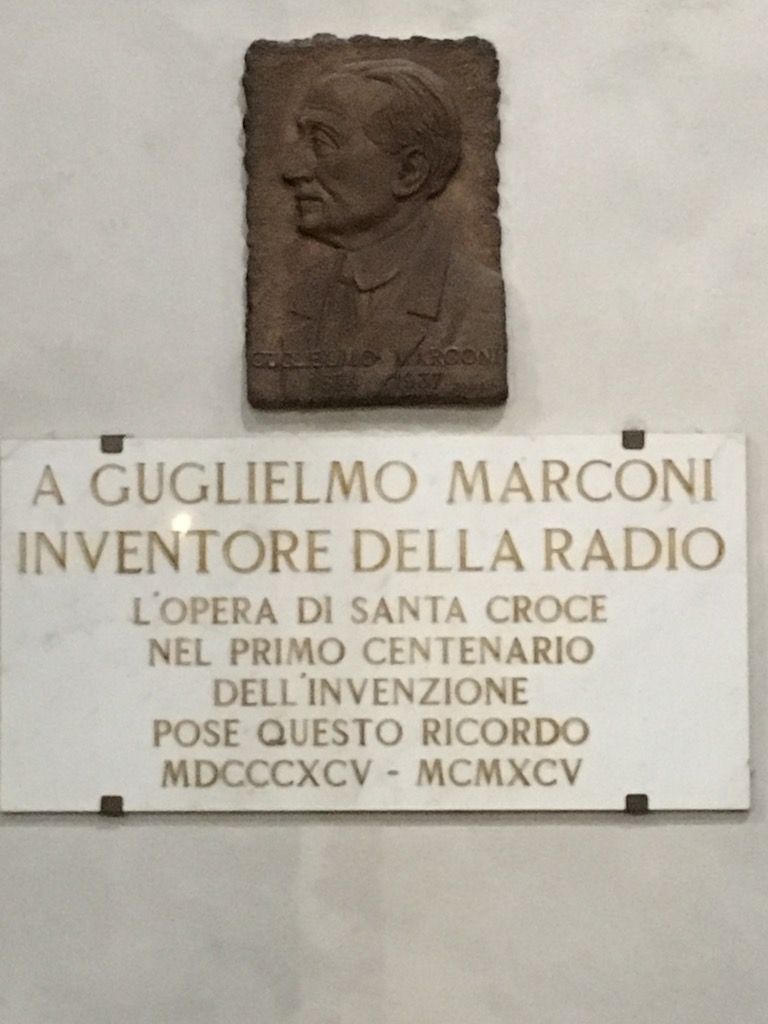 GUGLIELMO MARCONI
1937
A GUGLIELMO MARCONI
INVENTORE DELLA RADIO
L'OPERA DI SANTA CROCE
NEL PRIMO CENTENARIO
DELL'INVENZIONE
POSE QUESTO RICORDO
MDCCCXCV - MCMXCV